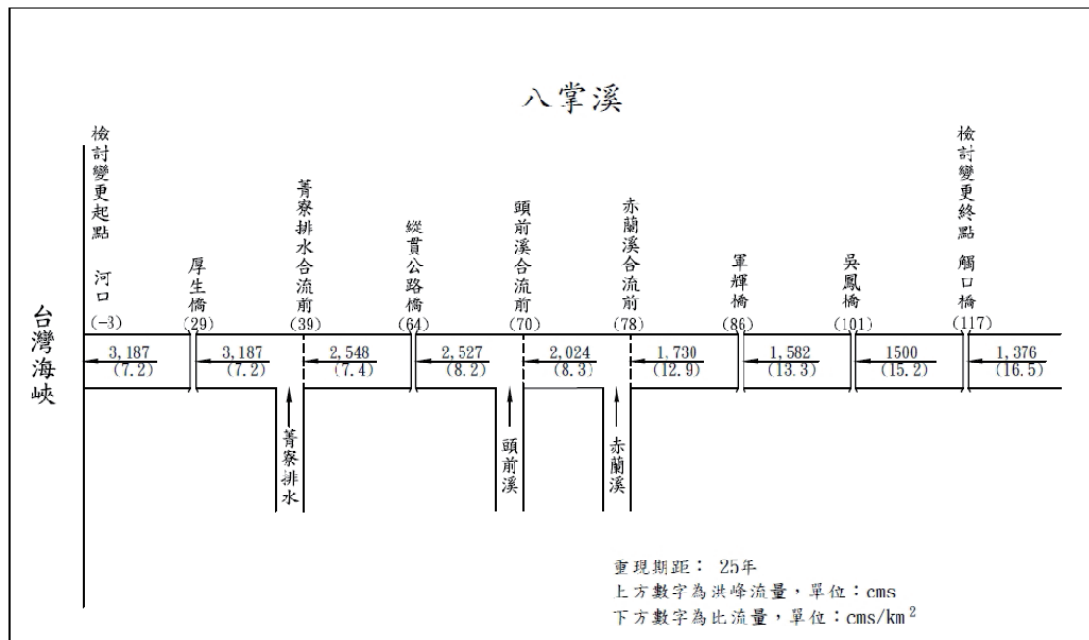 八掌溪
檢討變更起點 河口
(-3)
厚生橋
(29)
菁寮排水合流前
(39)
縱貫公路橋
(64)
頭前溪合流前
(70)
赤蘭溪合流前
(78)
軍輝橋
(86)
吳鳳橋
(101)
檢討變更終點 觸口橋
(117)
台灣海峽
3,187
(7.2)
3,187
(7.2)
2,548
(7.4)
2,527
(8.2)
2,024
(8.3)
1,730
(12.9)
1,582
(13.3)
1500
(15.2)
1,376
(16.5)
菁寮排水
頭前溪
赤蘭溪
重現期距: 25年
上方數字為洪峰流量,單位:cms
下方數字為比流量,單位:cms/km²